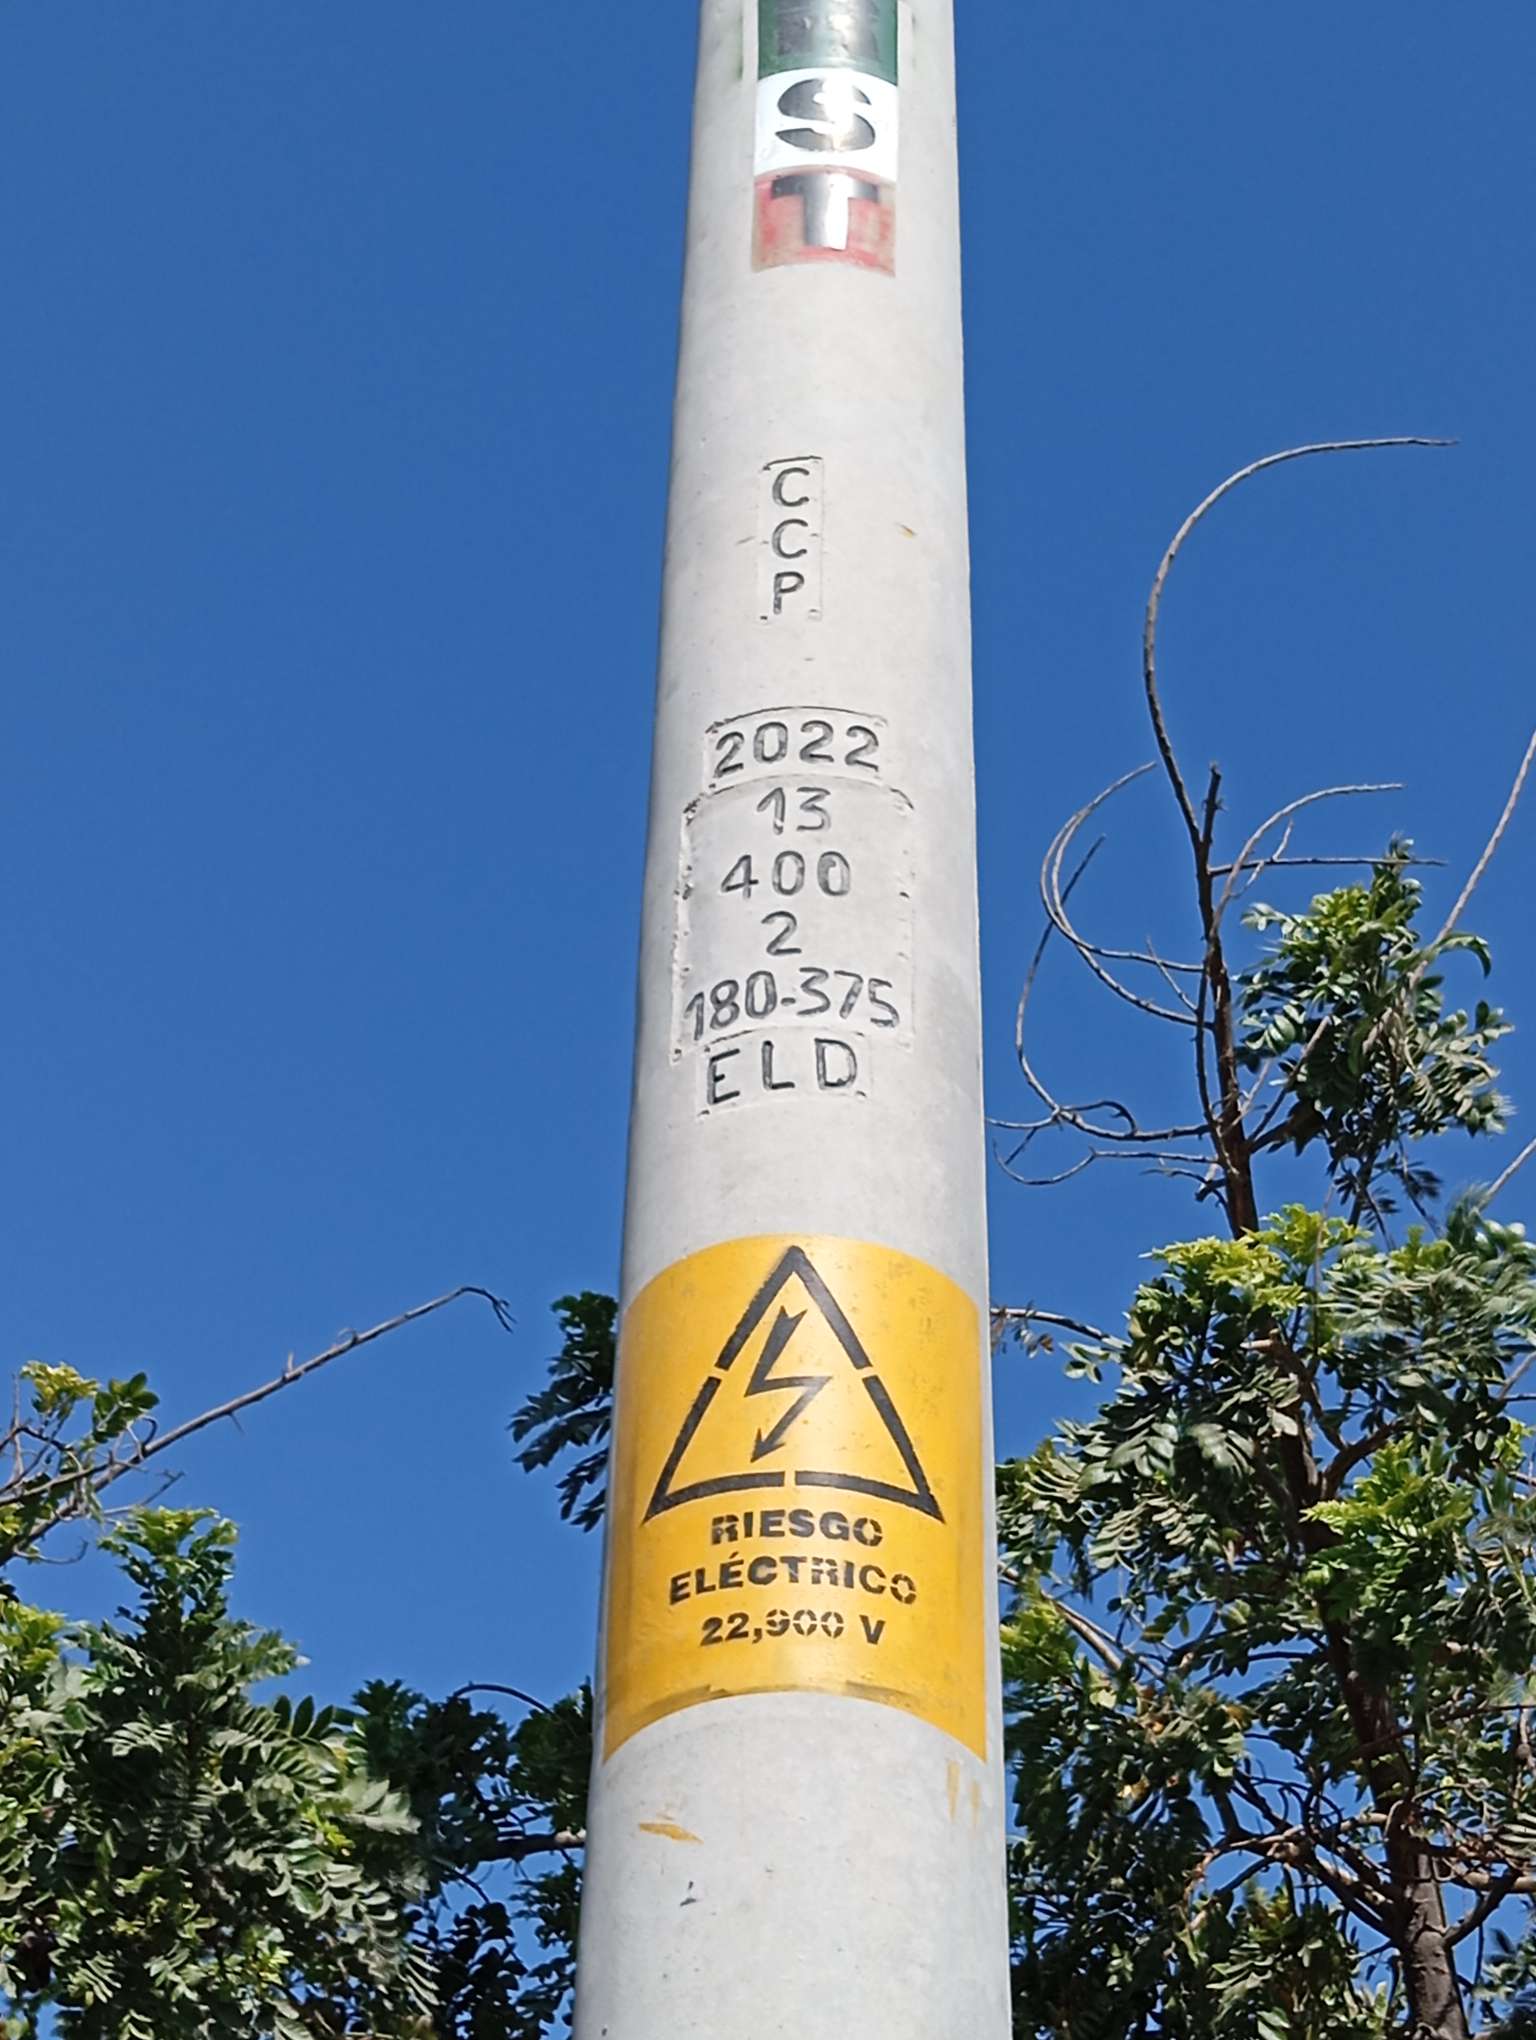 S
T
C
C
P
2022
13
400
2
180-375
ELD
RIESGO
ELÉCTRICO
22,900 V